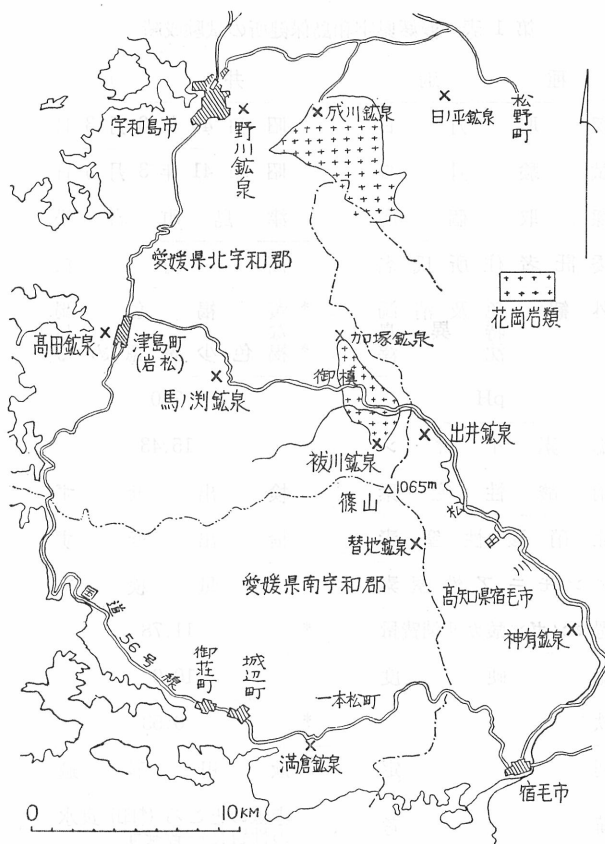 宇和島市
野川鉱泉
成川鉱泉
日ノ平鉱泉
松野町
愛媛県北宇和郡
花崗岩類
高田鉱泉
津島町
(岩松)
馬ノ渕鉱泉
御槙
出井鉱泉
祓川鉱泉
1065m
篠山
松田
替地鉱泉
愛媛県南宇和郡
高知県宿毛市
神有鉱泉
国道56号線
御荘町
城辺町
一本松町
満倉鉱泉
宿毛市
0 10KM